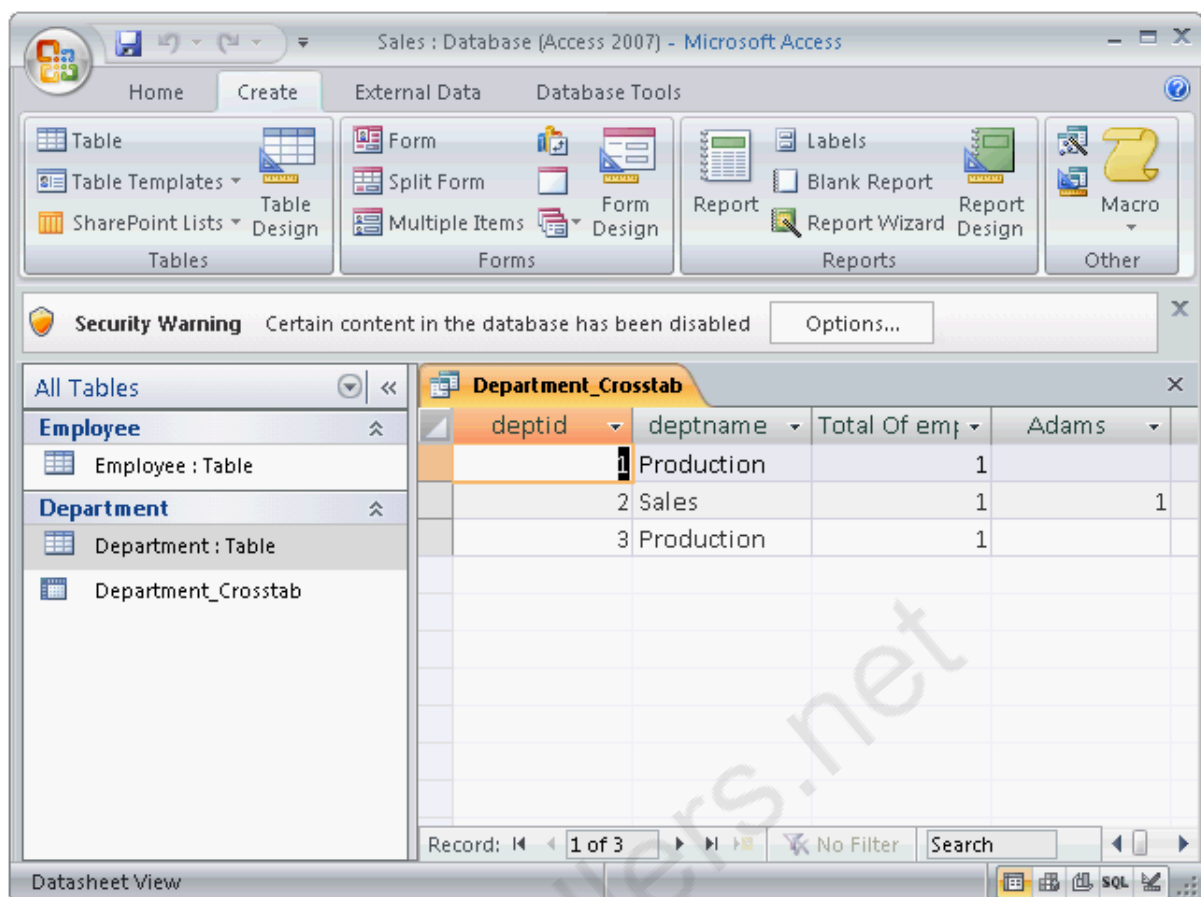 Sales : Database (Access 2007) - Microsoft Access
Home Create External Data Database Tools
Table
Table Templates
SharePoint Lists
Table Design
Tables
Form
Split Form
Multiple Items
Form Design
Forms
Report
Labels
Blank Report
Report Wizard
Report Design
Reports
Macro
Other
Security Warning Certain content in the database has been disabled Options...
All Tables
Employee
Employee : Table
Department
Department : Table
Department_Crosstab
Department_Crosstab
deptid deptname Total Of emp Adams
1 Production 1
2 Sales 1 1
3 Production 1
Record: 1 of 3 No Filter Search
Datasheet View SQL